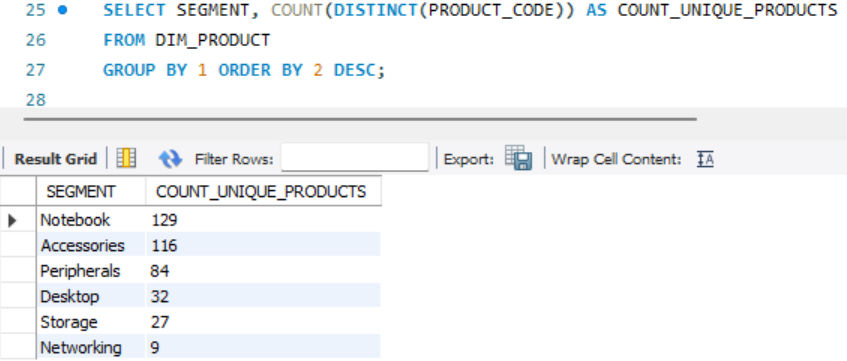 25 SELECT SEGMENT, COUNT(DISTINCT(PRODUCT_CODE)) AS COUNT_UNIQUE_PRODUCTS
26 FROM DIM_PRODUCT
27 GROUP BY 1 ORDER BY 2 DESC;
28
Result Grid Filter Rows: Export: Wrap Cell Content: IA
SEGMENT COUNT_UNIQUE_PRODUCTS
Notebook 129
Accessories 116
Peripherals 84
Desktop 32
Storage 27
Networking 9